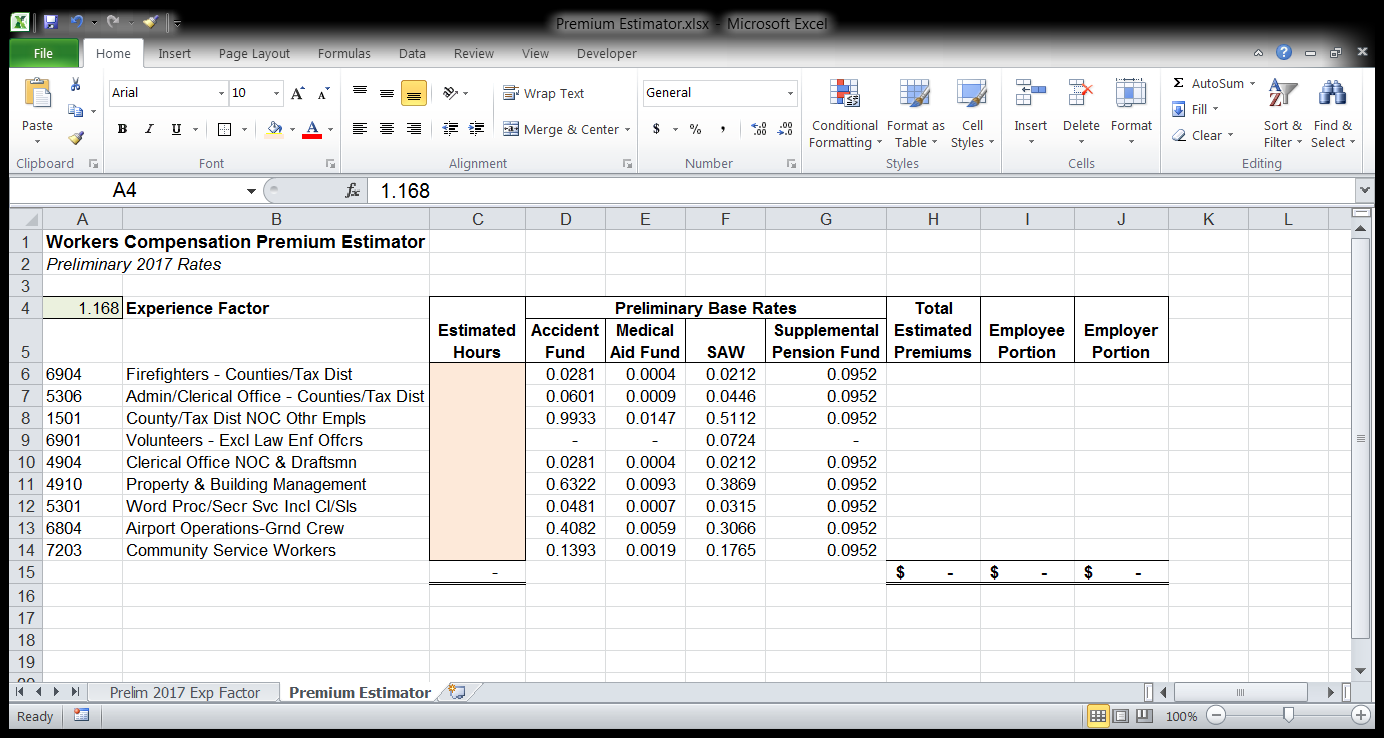 Premium Estimator.xlsx - Microsoft Excel
File Home Insert Page Layout Formulas Data Review View Developer
Arial 10 Wrap Text General Σ AutoSum
Paste B I U Merge & Center $ % , Conditional Formatting Format as Table Cell Styles Insert Delete Format Fill Clear Sort & Filter Find & Select
Clipboard Font Alignment Number Styles Cells Editing
A4 fx 1.168
A B C D E F G H I J K L
1 Workers Compensation Premium Estimator
2 Preliminary 2017 Rates
3
4 1.168 Experience Factor Preliminary Base Rates Total
Estimated Accident Medical Supplemental Estimated Employee Employer
5 Hours Fund Aid Fund SAW Pension Fund Premiums Portion Portion
6 6904 Firefighters - Counties/Tax Dist 0.0281 0.0004 0.0212 0.0952
7 5306 Admin/Clerical Office - Counties/Tax Dist 0.0601 0.0009 0.0446 0.0952
8 1501 County/Tax Dist NOC Othr Empls 0.9933 0.0147 0.5112 0.0952
9 6901 Volunteers - Excl Law Enf Offcrs - - 0.0724 -
10 4904 Clerical Office NOC & Draftsmn 0.0281 0.0004 0.0212 0.0952
11 4910 Property & Building Management 0.6322 0.0093 0.3869 0.0952
12 5301 Word Proc/Secr Svc Incl Cl/Sls 0.0481 0.0007 0.0315 0.0952
13 6804 Airport Operations-Grnd Crew 0.4082 0.0059 0.3066 0.0952
14 7203 Community Service Workers 0.1393 0.0019 0.1765 0.0952
15 - $ - $ - $ -
16
17
18
19
20
Prelim 2017 Exp Factor Premium Estimator
Ready 100%